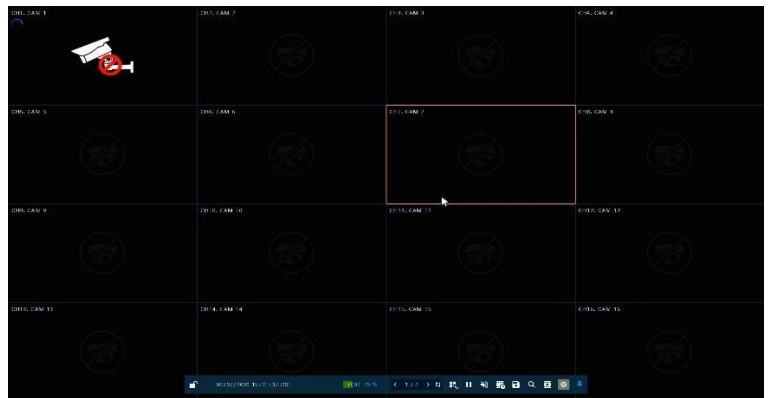 CH1. CAM 1
CH2. CAM 2
CH3. CAM 3
CH4. CAM 4
CH5. CAM 5
CH6. CAM 6
CH7. CAM 7
CH8. CAM 8
CH9. CAM 9
CH10. CAM 10
CH11. CAM 11
CH12. CAM 12
CH13. CAM 13
CH14. CAM 14
CH15. CAM 15
CH16. CAM 16